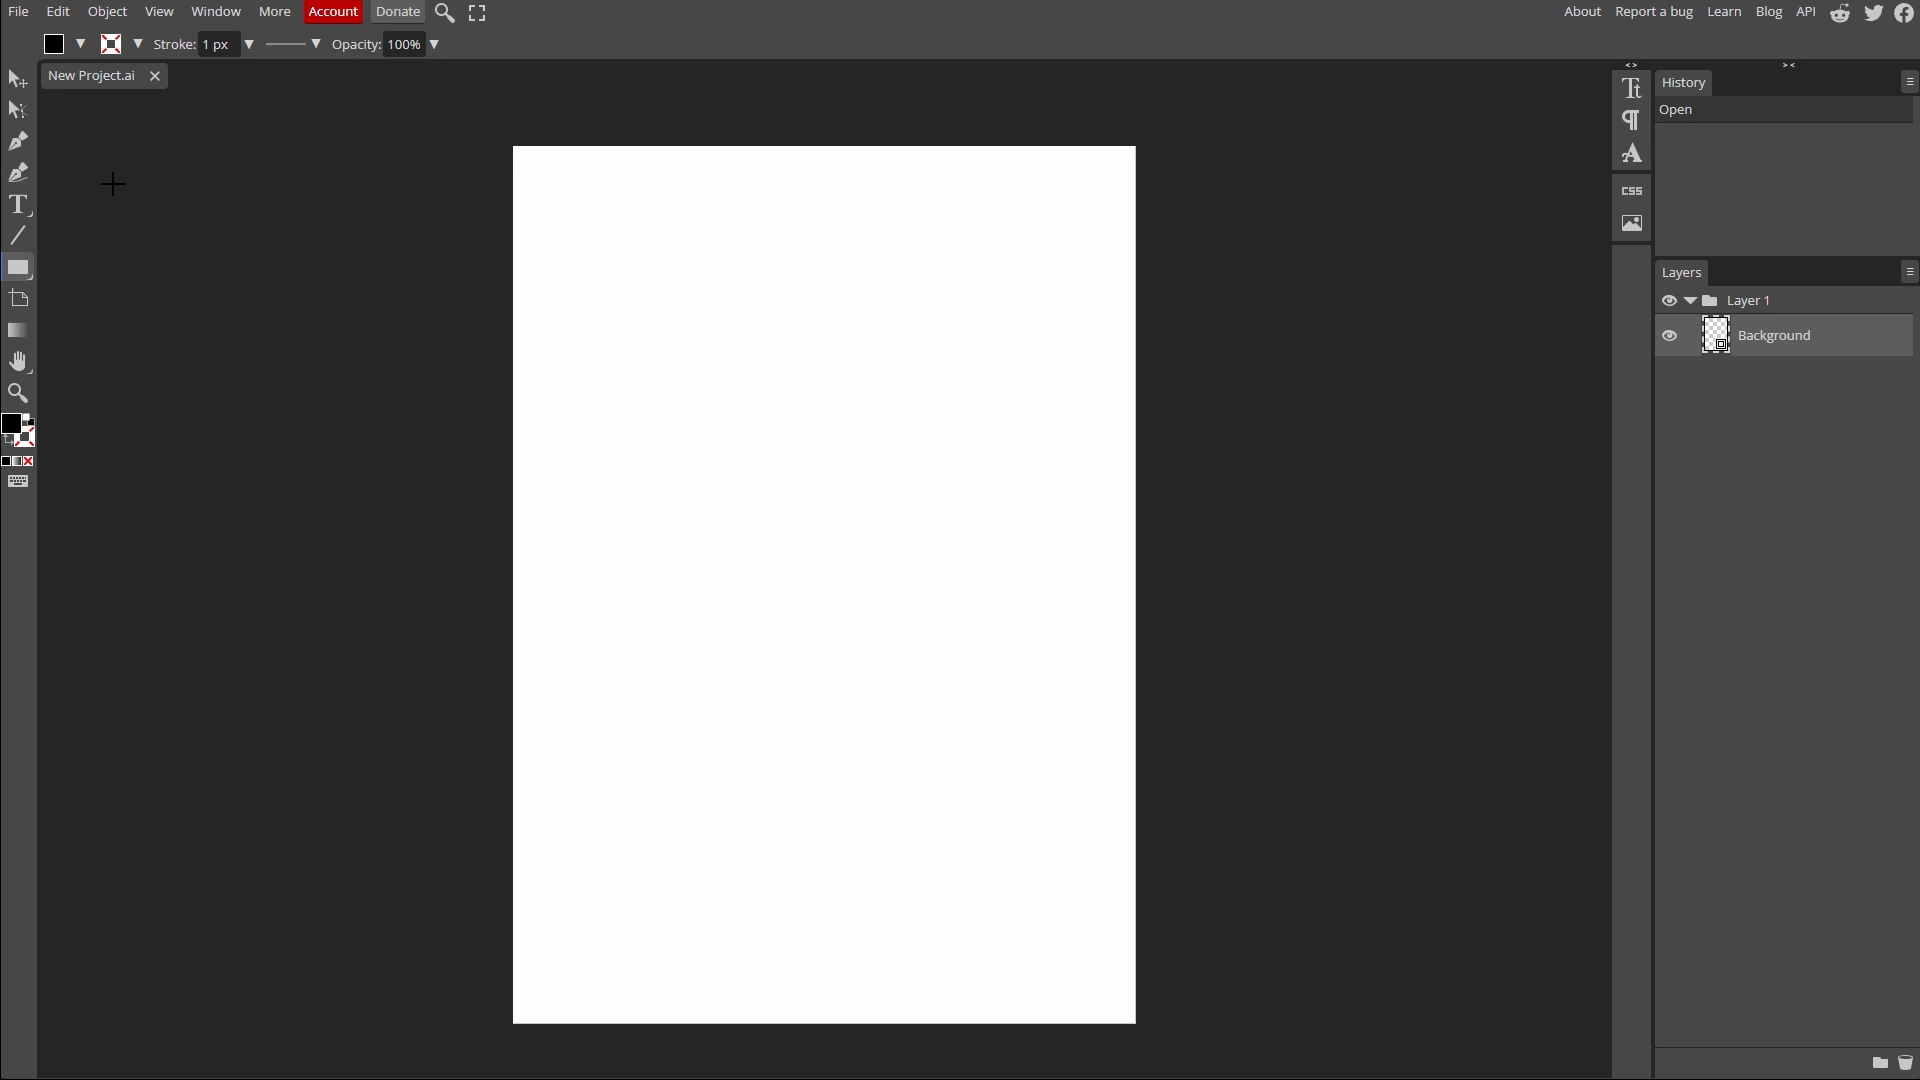 File Edit Object View Window More Account Donate About Report a bug Learn Blog API
Stroke: 1 px Opacity: 100%
New Project.ai
Tt
CSS
History
Open
Layers
Layer 1
Background